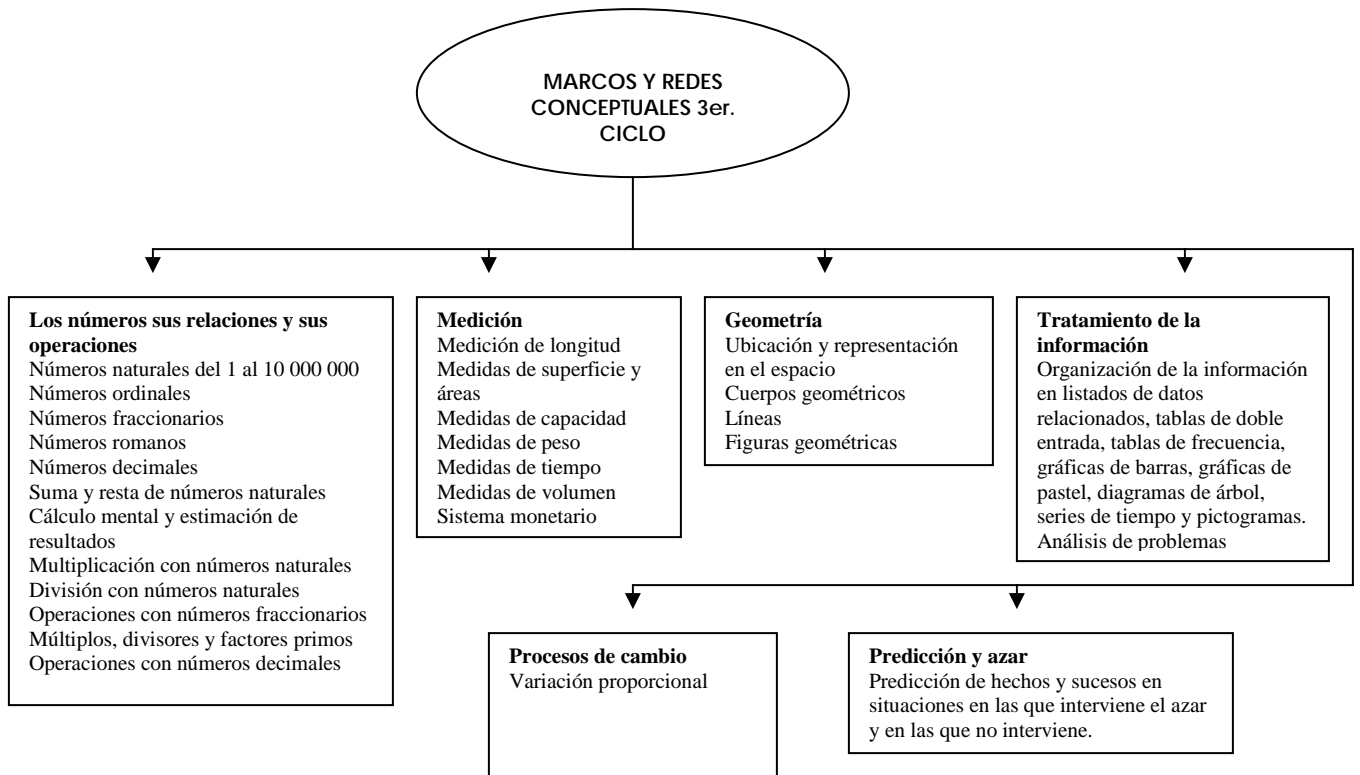 MARCOS Y REDES
CONCEPTUALES 3er.
CICLO
Los números sus relaciones y sus
operaciones
Números naturales del 1 al 10 000 000
Números ordinales
Números fraccionarios
Números romanos
Números decimales
Suma y resta de números naturales
Cálculo mental y estimación de
resultados
Multiplicación con números naturales
División con números naturales
Operaciones con números fraccionarios
Múltiplos, divisores y factores primos
Operaciones con números decimales
Medición
Medición de longitud
Medidas de superficie y
áreas
Medidas de capacidad
Medidas de peso
Medidas de tiempo
Medidas de volumen
Sistema monetario
Geometría
Ubicación y representación
en el espacio
Cuerpos geométricos
Líneas
Figuras geométricas
Tratamiento de la
información
Organización de la información
en listados de datos
relacionados, tablas de doble
entrada, tablas de frecuencia,
gráficas de barras, gráficas de
pastel, diagramas de árbol,
series de tiempo y pictogramas.
Análisis de problemas
Procesos de cambio
Variación proporcional
Predicción y azar
Predicción de hechos y sucesos en
situaciones en las que interviene el azar
y en las que no interviene.